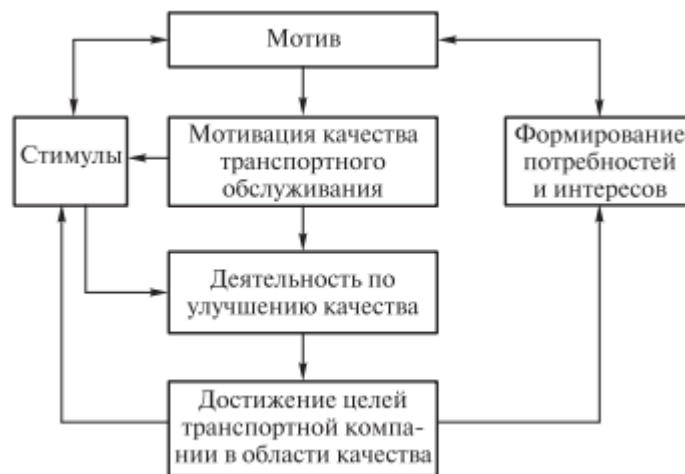 Мотив
Стимулы
Мотивация качества
транспортного
обслуживания
Формирование
потребностей
и интересов
Деятельность по
улучшению качества
Достижение целей
транспортной компа-
нии в области качества